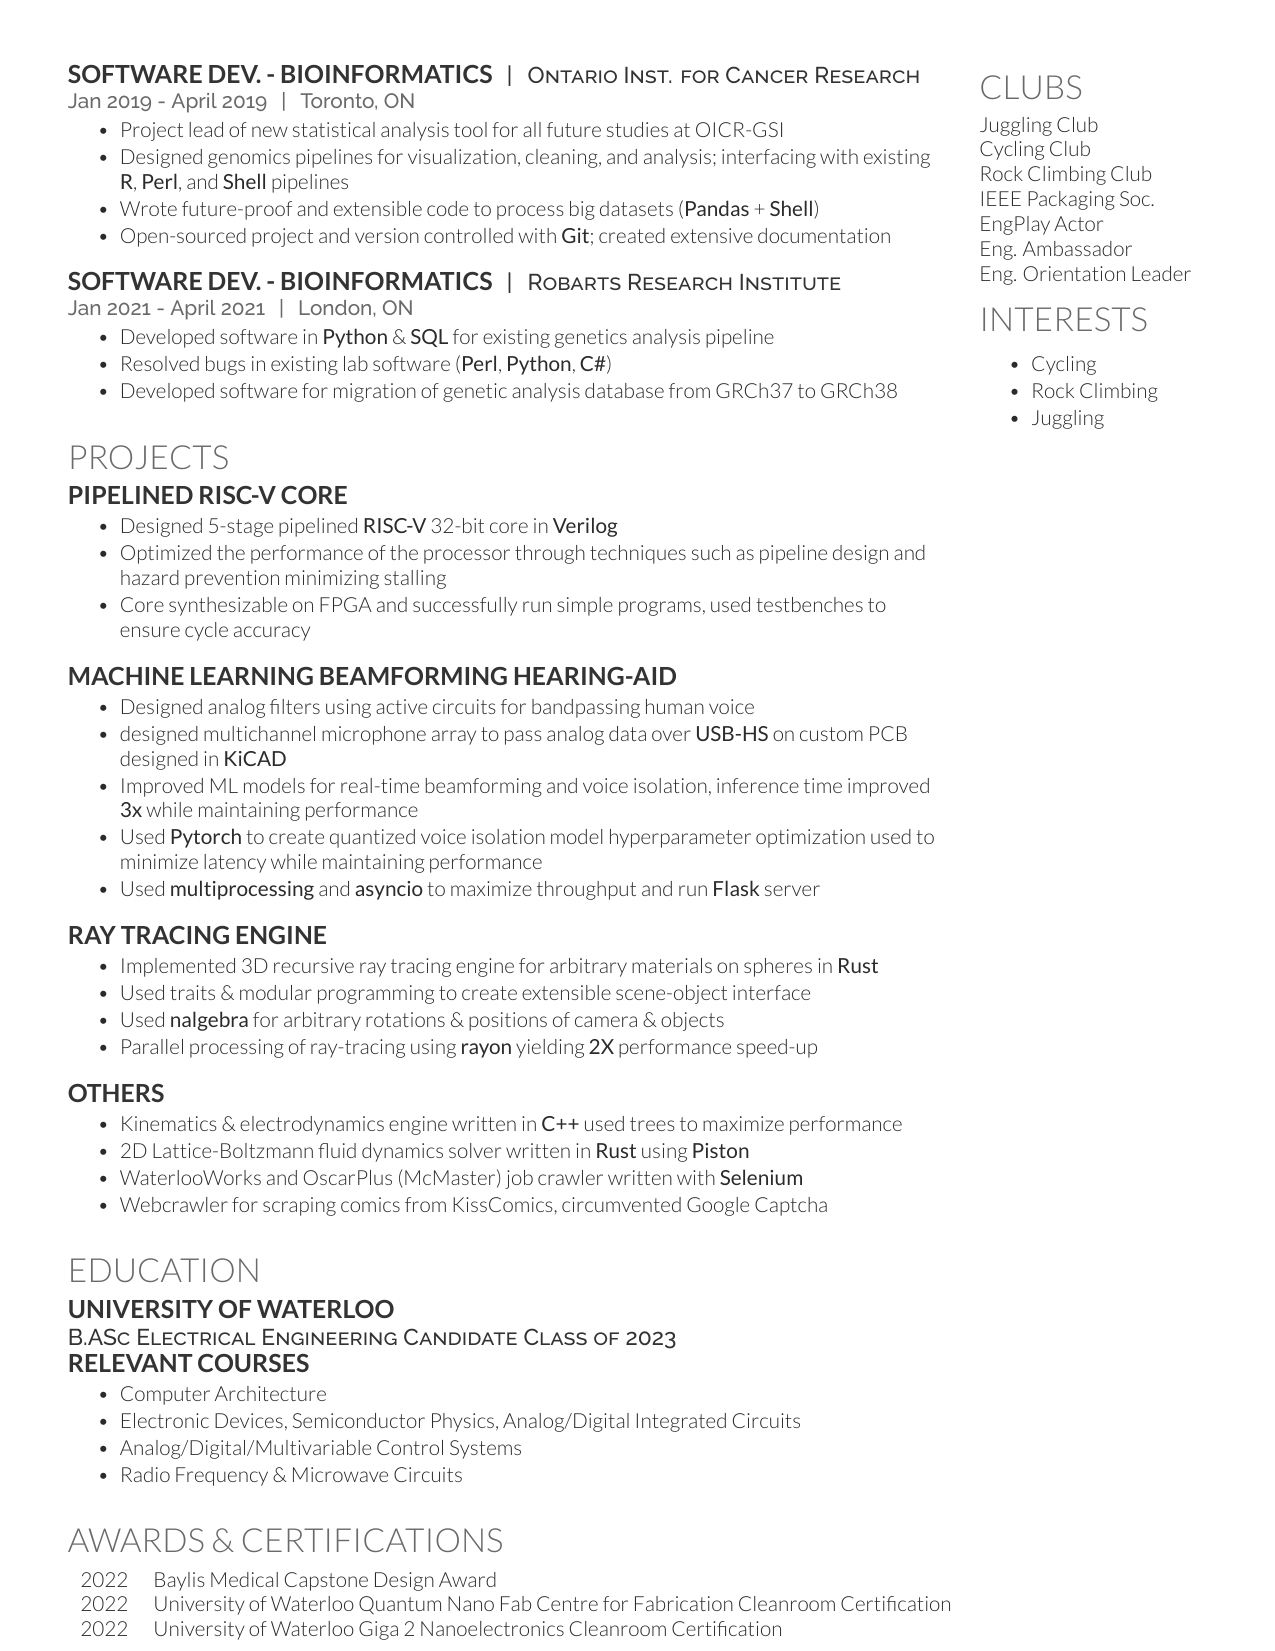 SOFTWARE DEV. - BIOINFORMATICS | Ontario Inst. for Cancer Research
Jan 2019 - April 2019 | Toronto, ON
• Project lead of new statistical analysis tool for all future studies at OICR-GSI
• Designed genomics pipelines for visualization, cleaning, and analysis; interfacing with existing
R, Perl, and Shell pipelines
• Wrote future-proof and extensible code to process big datasets (Pandas + Shell)
• Open-sourced project and version controlled with Git; created extensive documentation
SOFTWARE DEV. - BIOINFORMATICS | Robarts Research Institute
Jan 2021 - April 2021 | London, ON
• Developed software in Python & SQL for existing genetics analysis pipeline
• Resolved bugs in existing lab software (Perl, Python, C#)
• Developed software for migration of genetic analysis database from GRCh37 to GRCh38
PROJECTS
PIPELINED RISC-V CORE
• Designed 5-stage pipelined RISC-V 32-bit core in Verilog
• Optimized the performance of the processor through techniques such as pipeline design and
hazard prevention minimizing stalling
• Core synthesizable on FPGA and successfully run simple programs, used testbenches to
ensure cycle accuracy
MACHINE LEARNING BEAMFORMING HEARING-AID
• Designed analog filters using active circuits for bandpassing human voice
• designed multichannel microphone array to pass analog data over USB-HS on custom PCB
designed in KiCAD
• Improved ML models for real-time beamforming and voice isolation, inference time improved
3x while maintaining performance
• Used Pytorch to create quantized voice isolation model hyperparameter optimization used to
minimize latency while maintaining performance
• Used multiprocessing and asyncio to maximize throughput and run Flask server
RAY TRACING ENGINE
• Implemented 3D recursive ray tracing engine for arbitrary materials on spheres in Rust
• Used traits & modular programming to create extensible scene-object interface
• Used nalgebra for arbitrary rotations & positions of camera & objects
• Parallel processing of ray-tracing using rayon yielding 2X performance speed-up
OTHERS
• Kinematics & electrodynamics engine written in C++ used trees to maximize performance
• 2D Lattice-Boltzmann fluid dynamics solver written in Rust using Piston
• WaterlooWorks and OscarPlus (McMaster) job crawler written with Selenium
• Webcrawler for scraping comics from KissComics, circumvented Google Captcha
EDUCATION
UNIVERSITY OF WATERLOO
B.ASc Electrical Engineering Candidate Class of 2023
RELEVANT COURSES
• Computer Architecture
• Electronic Devices, Semiconductor Physics, Analog/Digital Integrated Circuits
• Analog/Digital/Multivariable Control Systems
• Radio Frequency & Microwave Circuits
AWARDS & CERTIFICATIONS
2022 Baylis Medical Capstone Design Award
2022 University of Waterloo Quantum Nano Fab Centre for Fabrication Cleanroom Certification
2022 University of Waterloo Giga 2 Nanoelectronics Cleanroom Certification
CLUBS
Juggling Club
Cycling Club
Rock Climbing Club
IEEE Packaging Soc.
EngPlay Actor
Eng. Ambassador
Eng. Orientation Leader
INTERESTS
• Cycling
• Rock Climbing
• Juggling